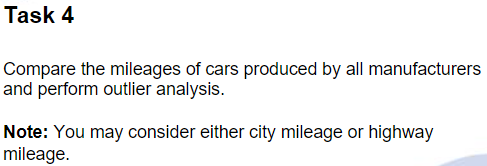 Task 4
Compare the mileages of cars produced by all manufacturers
and perform outlier analysis.
Note: You may consider either city mileage or highway
mileage.